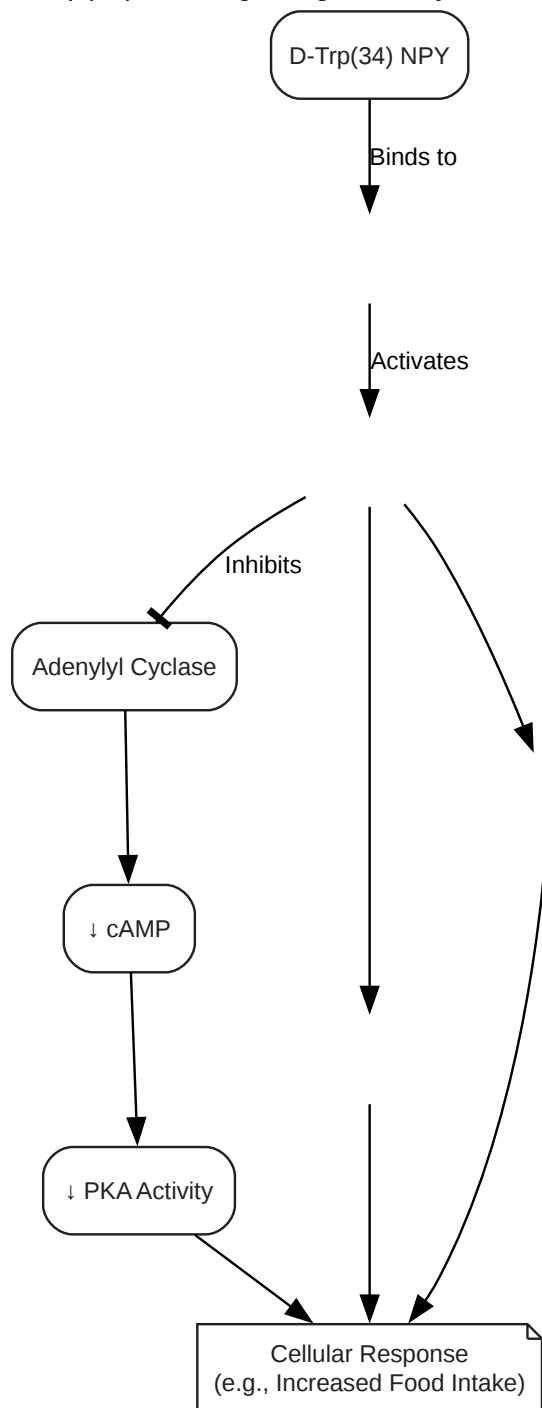 D-Trp(34) NPY
Binds to
Activates
Inhibits
Adenylyl Cyclase
↓ cAMP
↓ PKA Activity
Cellular Response
(e.g., Increased Food Intake)